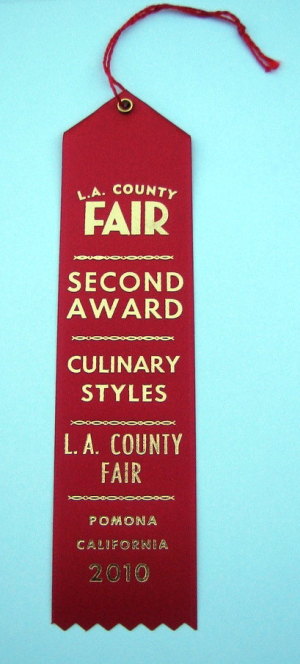 L.A. COUNTY
FAIR
SECOND
AWARD
CULINARY
STYLES
L.A. COUNTY
FAIR
POMONA
CALIFORNIA
2010